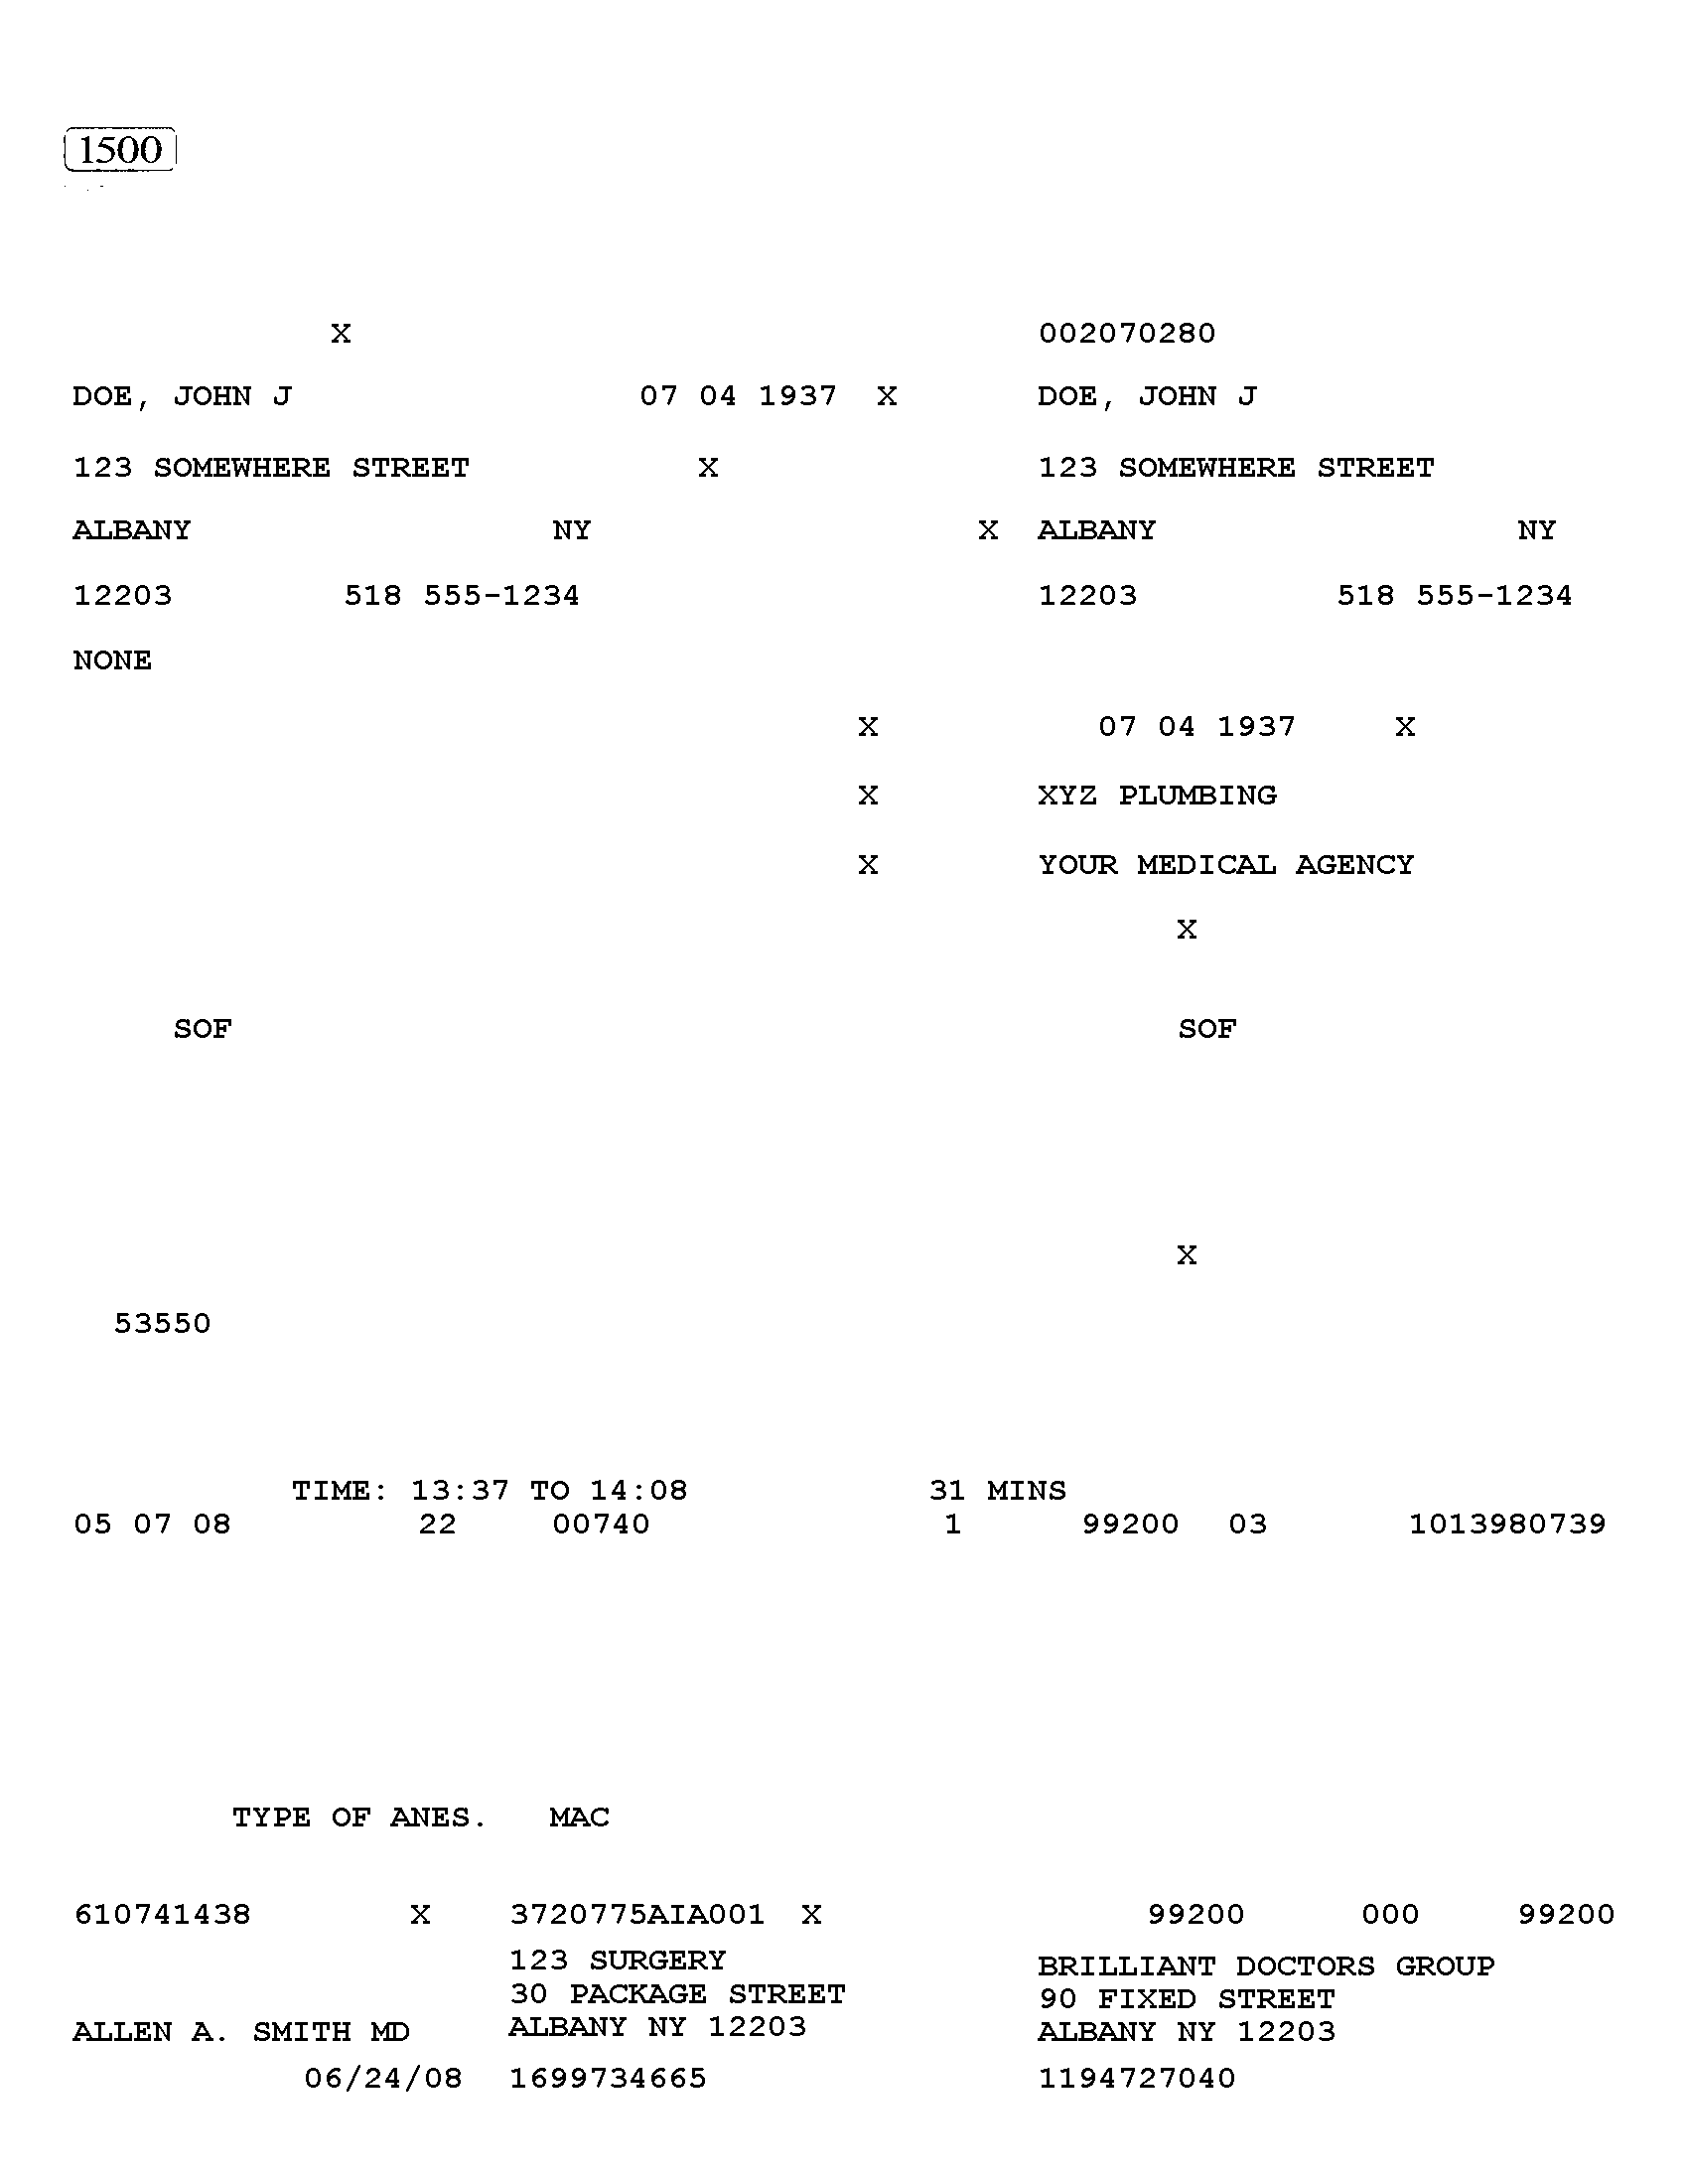 1500
X 002070280
DOE, JOHN J 07 04 1937 X DOE, JOHN J
123 SOMEWHERE STREET X 123 SOMEWHERE STREET
ALBANY NY X ALBANY NY
12203 518 555-1234 12203 518 555-1234
NONE
X 07 04 1937 X
X XYZ PLUMBING
X YOUR MEDICAL AGENCY
X
SOF SOF
X
53550
TIME: 13:37 TO 14:08 31 MINS
05 07 08 22 00740 1 99200 03 1013980739
TYPE OF ANES. MAC
610741438 X 3720775AIA001 X 99200 000 99200
123 SURGERY
BRILLIANT DOCTORS GROUP
30 PACKAGE STREET
90 FIXED STREET
ALLEN A. SMITH MD ALBANY NY 12203 ALBANY NY 12203
06/24/08 1699734665 1194727040